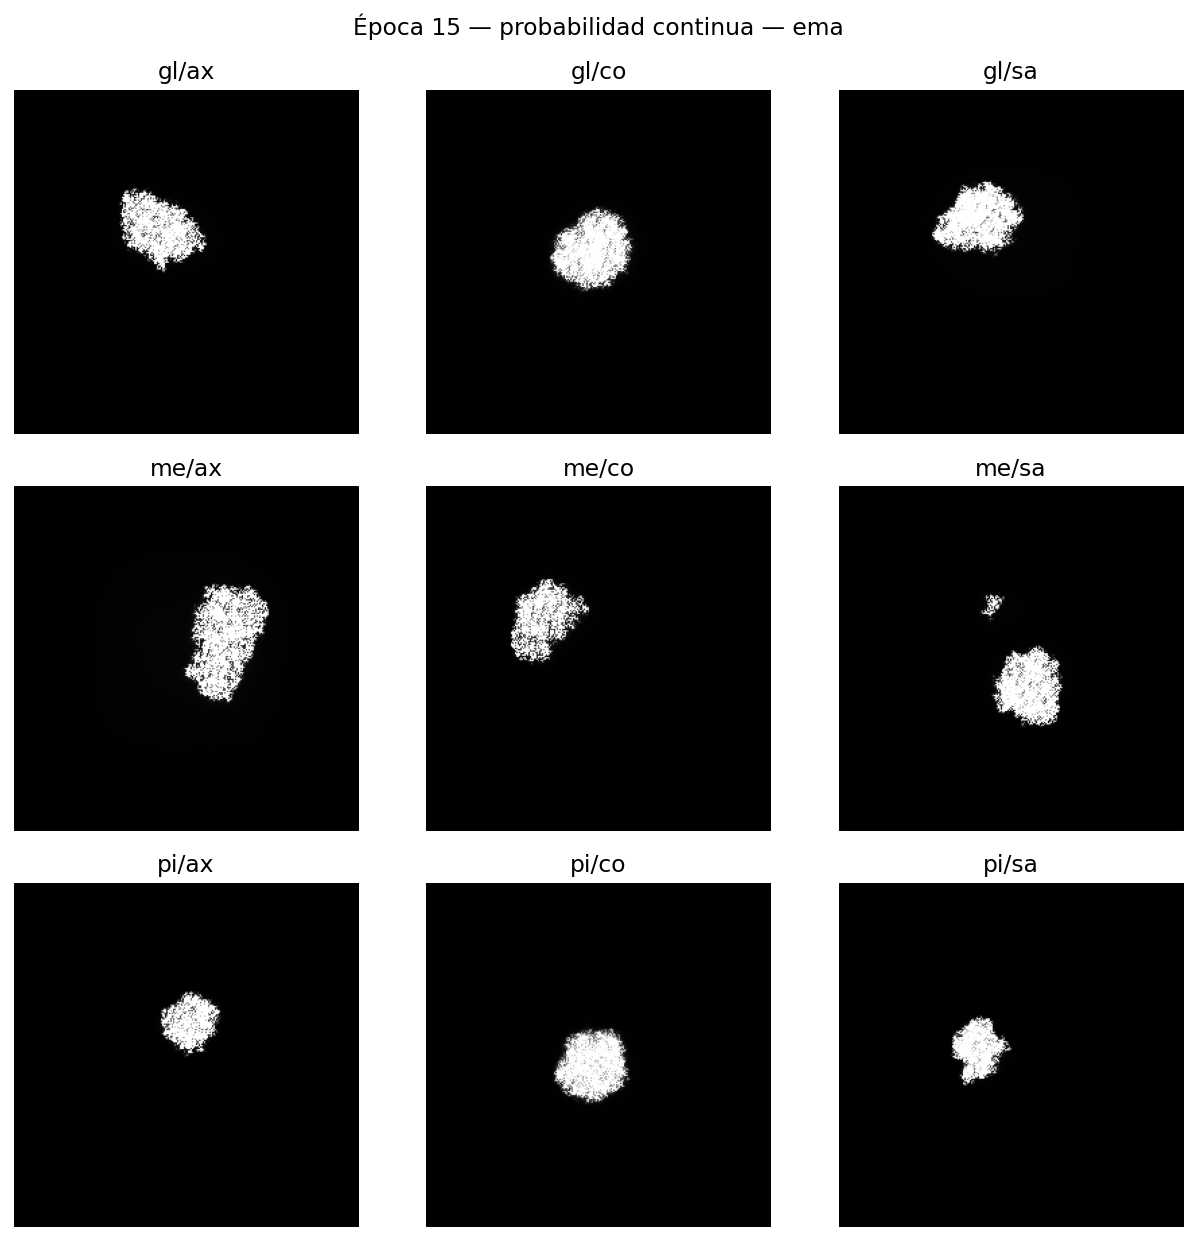 Época 15 — probabilidad continua — ema
gl/ax
gl/co
gl/sa
me/ax
me/co
me/sa
pi/ax
pi/co
pi/sa